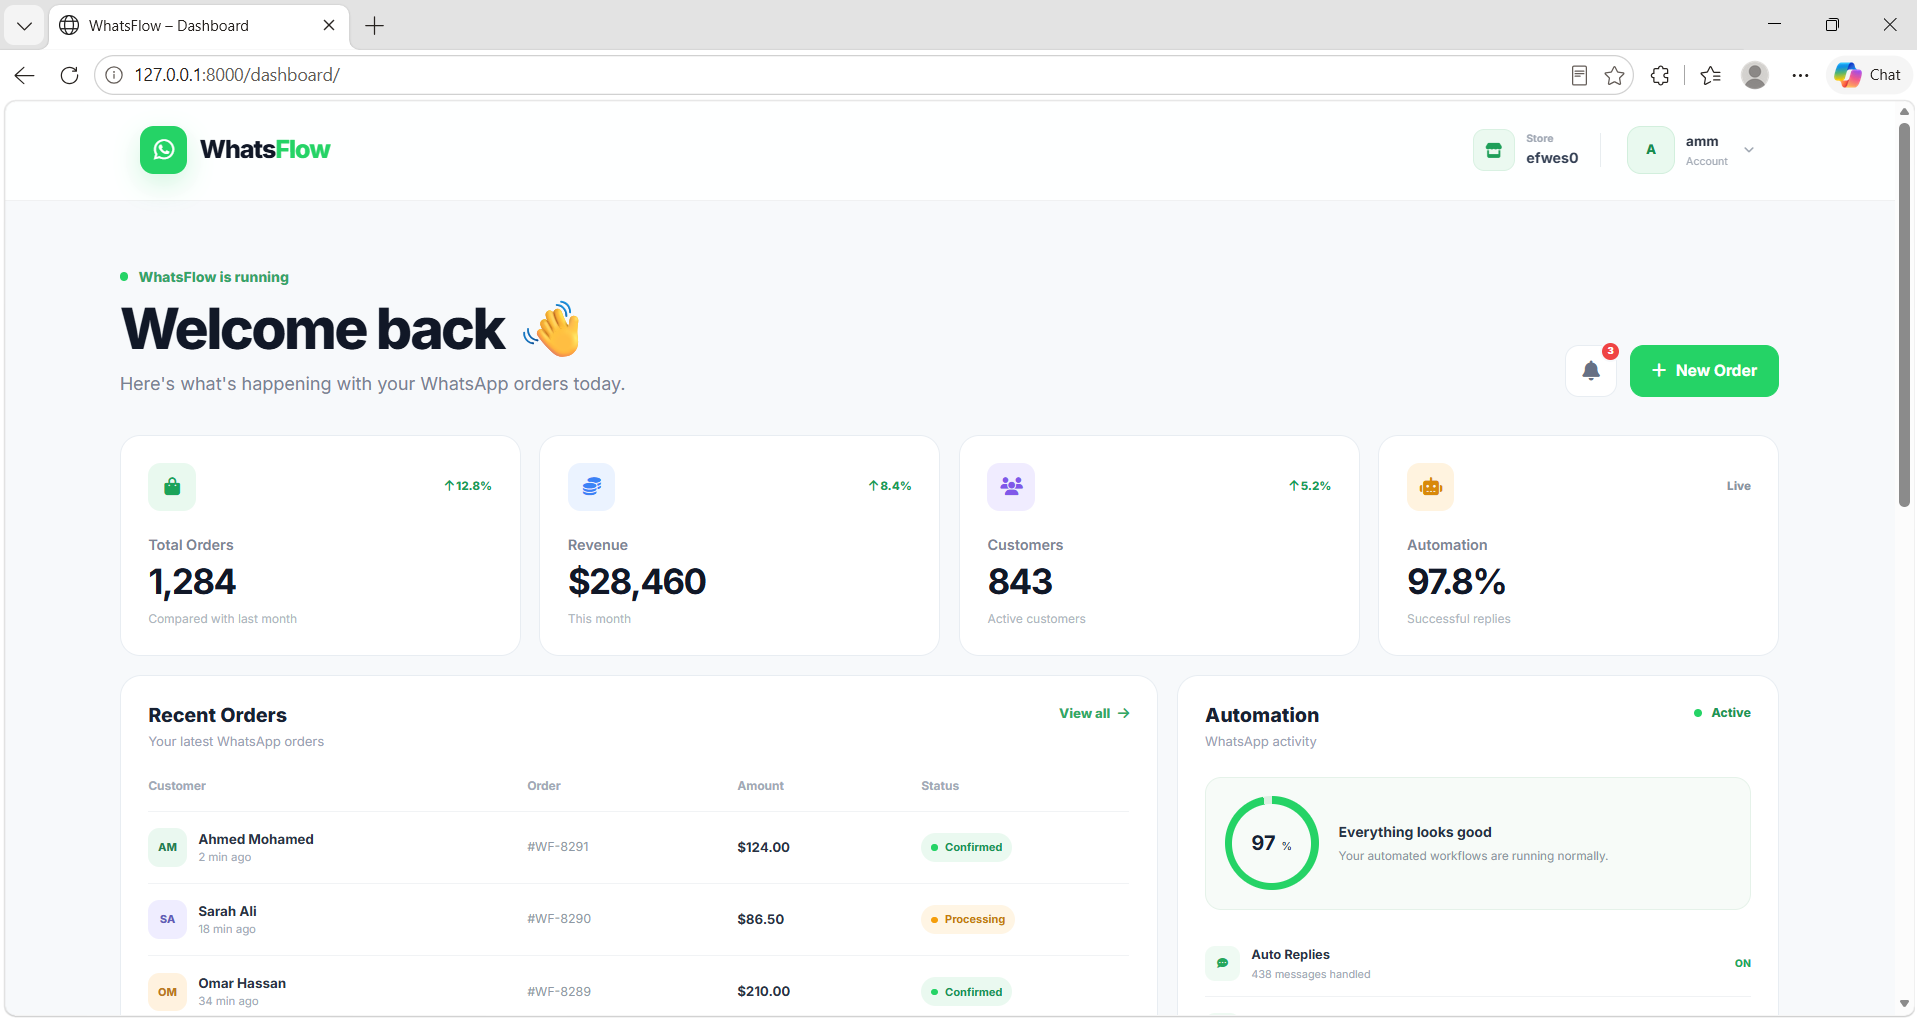 WhatsFlow – Dashboard
127.0.0.1:8000/dashboard/
Chat
WhatsFlow
Store
efwes0
A
amm
Account
WhatsFlow is running
Welcome back 👋
Here's what's happening with your WhatsApp orders today.
3
+ New Order
↑12.8%
Total Orders
1,284
Compared with last month
↑8.4%
Revenue
$28,460
This month
↑5.2%
Customers
843
Active customers
Live
Automation
97.8%
Successful replies
Recent Orders
View all →
Your latest WhatsApp orders
Customer Order Amount Status
AM Ahmed Mohamed #WF-8291 $124.00 Confirmed
2 min ago
SA Sarah Ali #WF-8290 $86.50 Processing
18 min ago
OM Omar Hassan #WF-8289 $210.00 Confirmed
34 min ago
Automation
Active
WhatsApp activity
97 %
Everything looks good
Your automated workflows are running normally.
Auto Replies
438 messages handled
ON